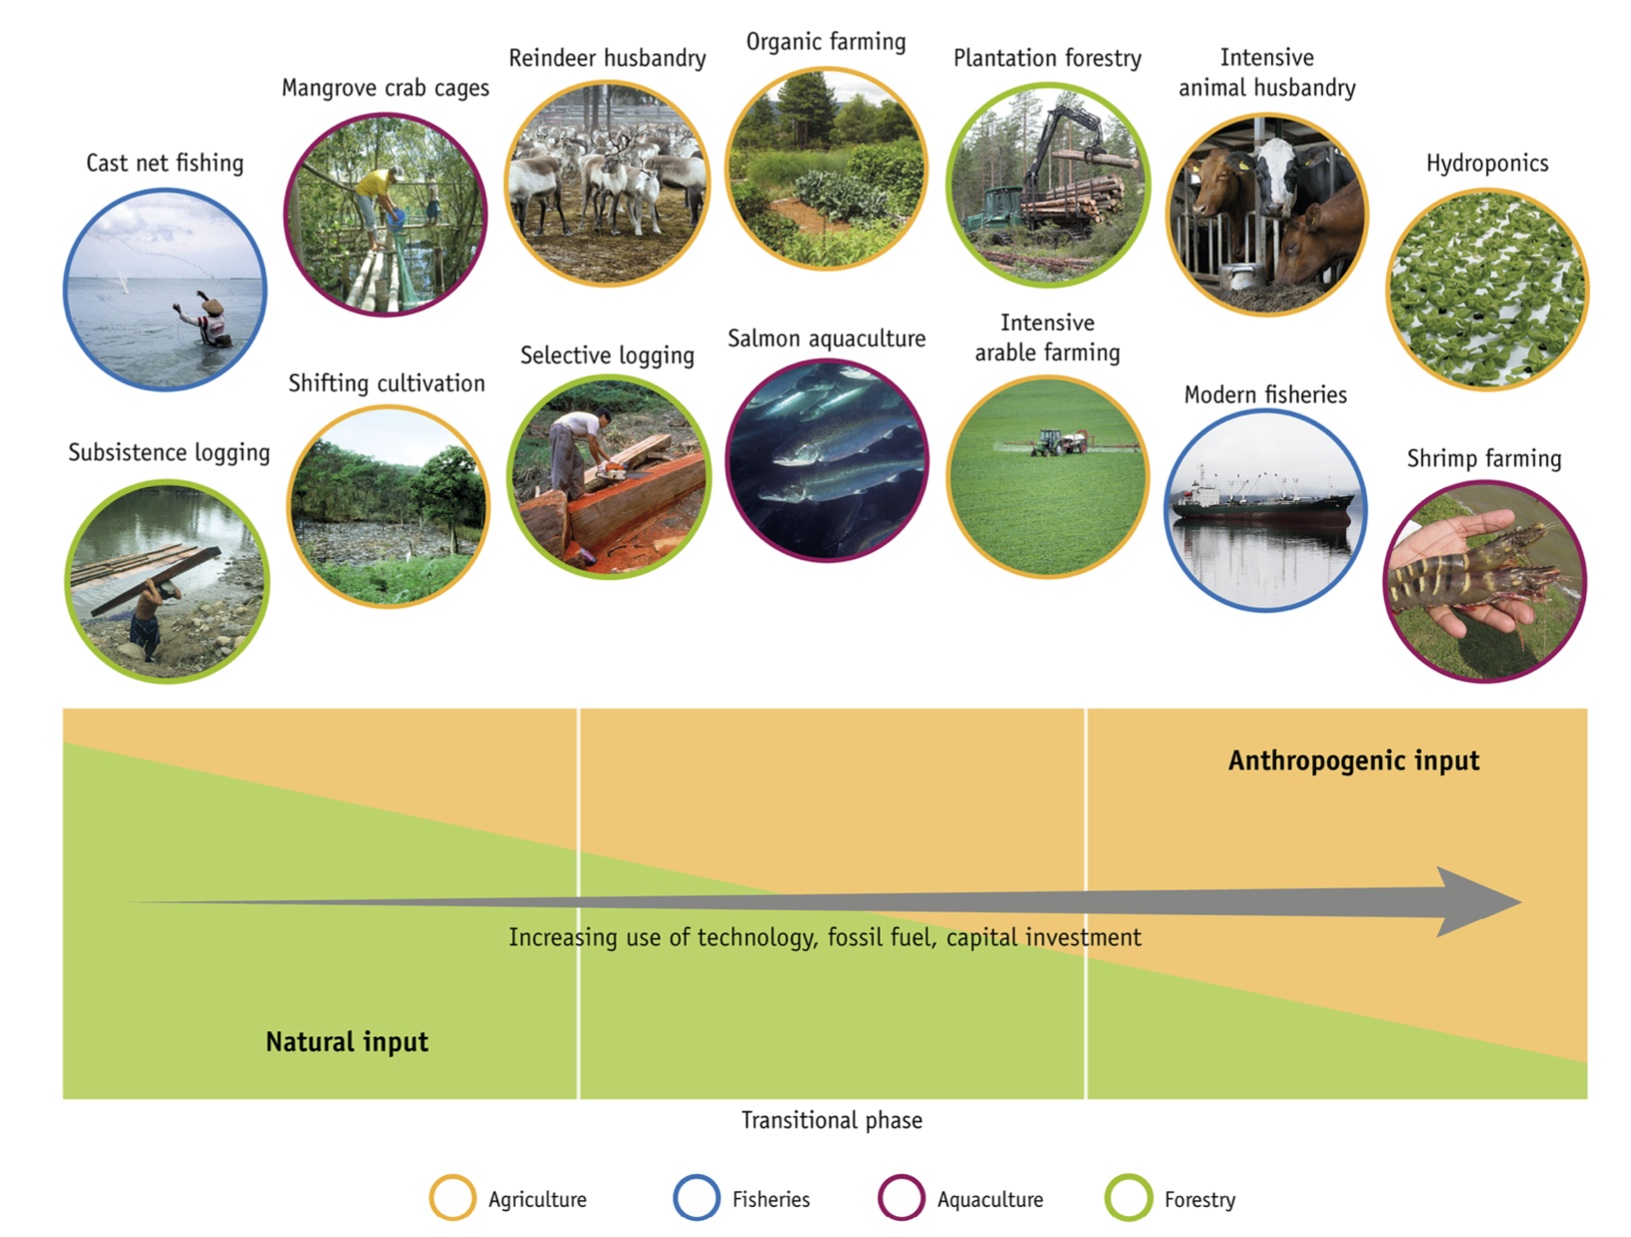 Organic farming
Reindeer husbandry
Plantation forestry
Intensive
animal husbandry
Mangrove crab cages
Cast net fishing
Hydroponics
Intensive
arable farming
Salmon aquaculture
Selective logging
Shifting cultivation
Modern fisheries
Subsistence logging
Shrimp farming
Anthropogenic input
Increasing use of technology, fossil fuel, capital investment
Natural input
Transitional phase
Agriculture
Fisheries
Aquaculture
Forestry